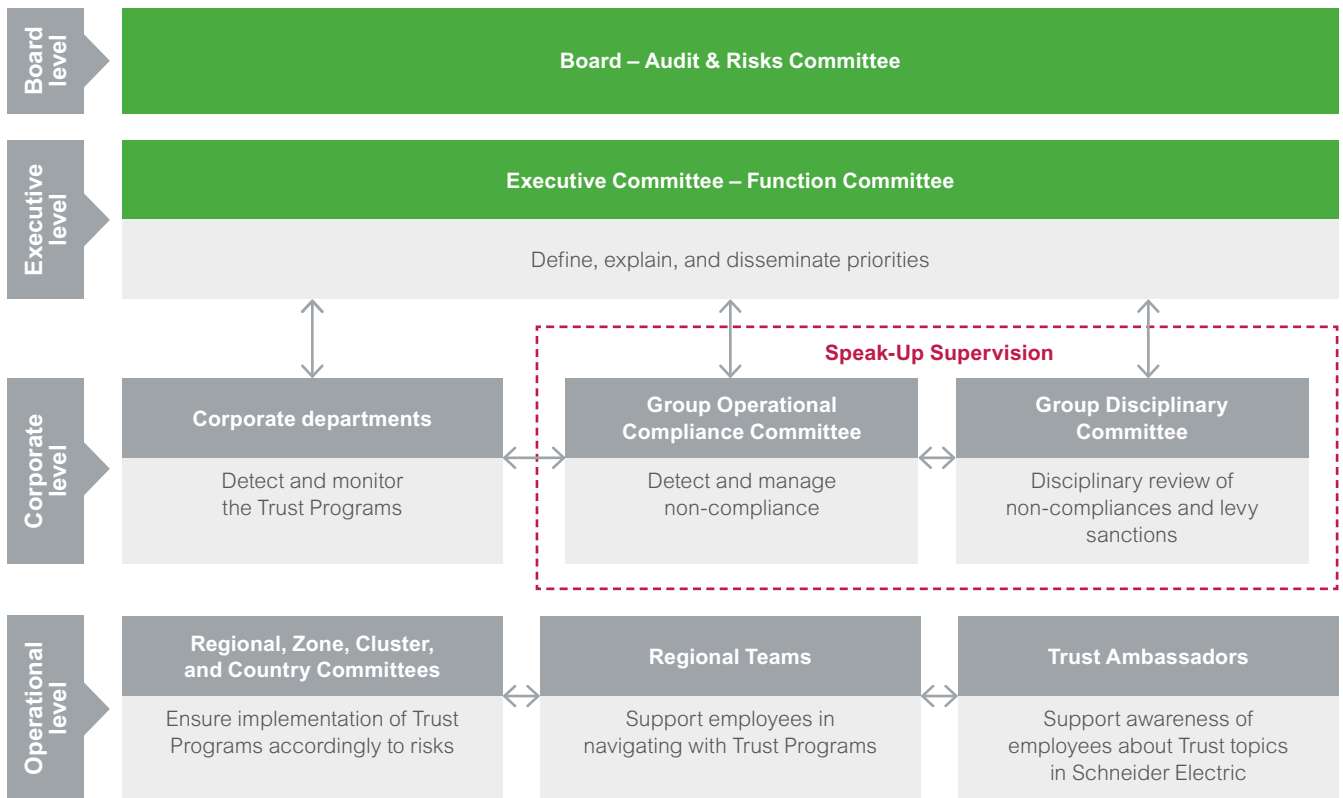 Board
level
Board – Audit & Risks Committee
Executive
level
Executive Committee – Function Committee
Define, explain, and disseminate priorities
Speak-Up Supervision
Corporate
level
Corporate departments
Detect and monitor
the Trust Programs
Group Operational
Compliance Committee
Detect and manage
non-compliance
Group Disciplinary
Committee
Disciplinary review of
non-compliances and levy
sanctions
Operational
level
Regional, Zone, Cluster,
and Country Committees
Ensure implementation of Trust
Programs accordingly to risks
Regional Teams
Support employees in
navigating with Trust Programs
Trust Ambassadors
Support awareness of
employees about Trust topics
in Schneider Electric